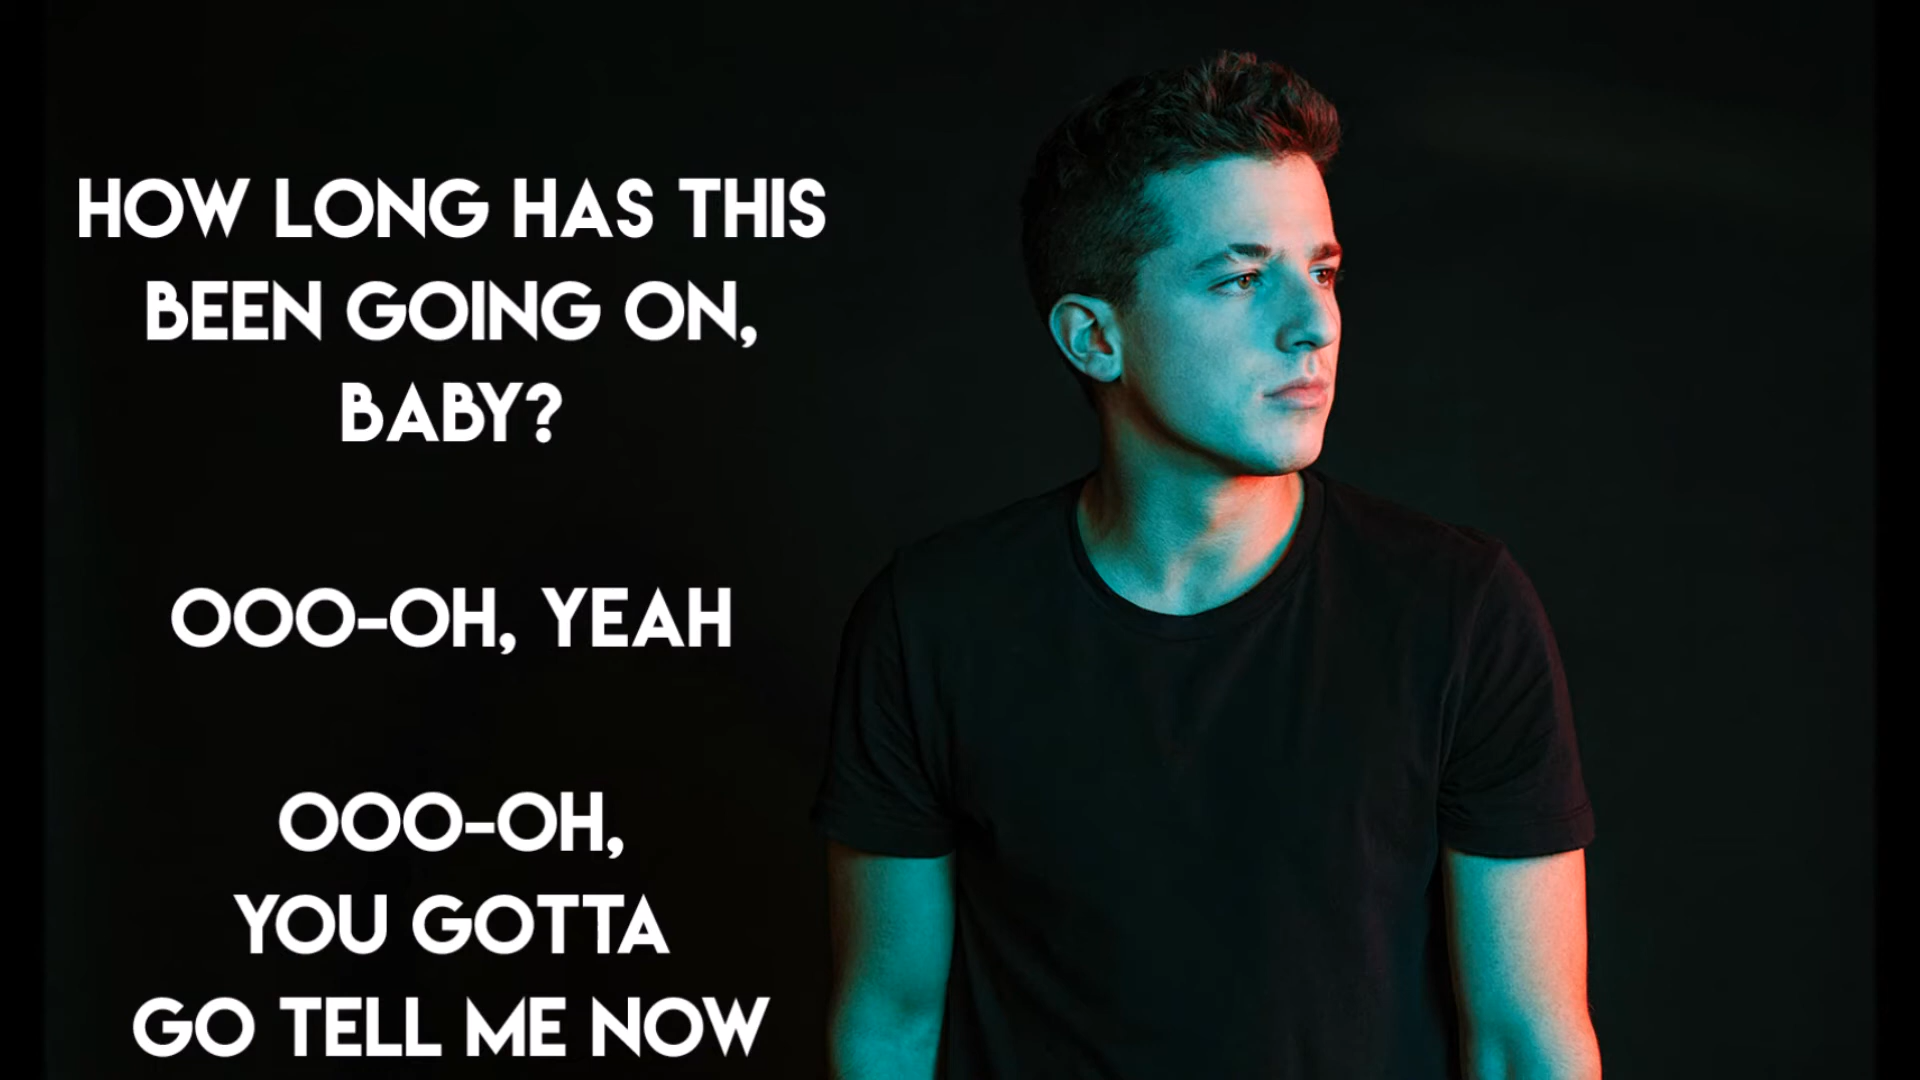 HOW LONG HAS THIS
BEEN GOING ON,
BABY?
OOO-OH, YEAH
OOO-OH,
YOU GOTTA
GO TELL ME NOW